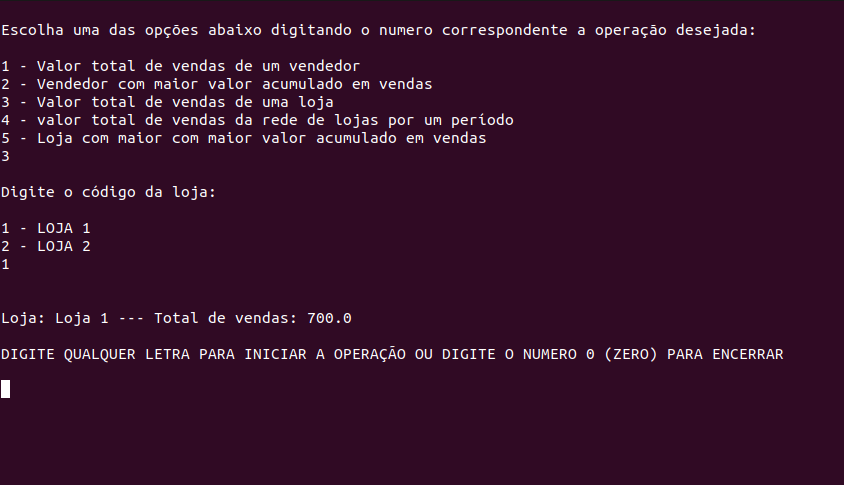 Escolha uma das opções abaixo digitando o numero correspondente a operação desejada:
1 - Valor total de vendas de um vendedor
2 - Vendedor com maior valor acumulado em vendas
3 - Valor total de vendas de uma loja
4 - valor total de vendas da rede de lojas por um período
5 - Loja com maior com maior valor acumulado em vendas
3
Digite o código da loja:
1 - LOJA 1
2 - LOJA 2
1
Loja: Loja 1 --- Total de vendas: 700.0
DIGITE QUALQUER LETRA PARA INICIAR A OPERAÇÃO OU DIGITE O NUMERO 0 (ZERO) PARA ENCERRAR